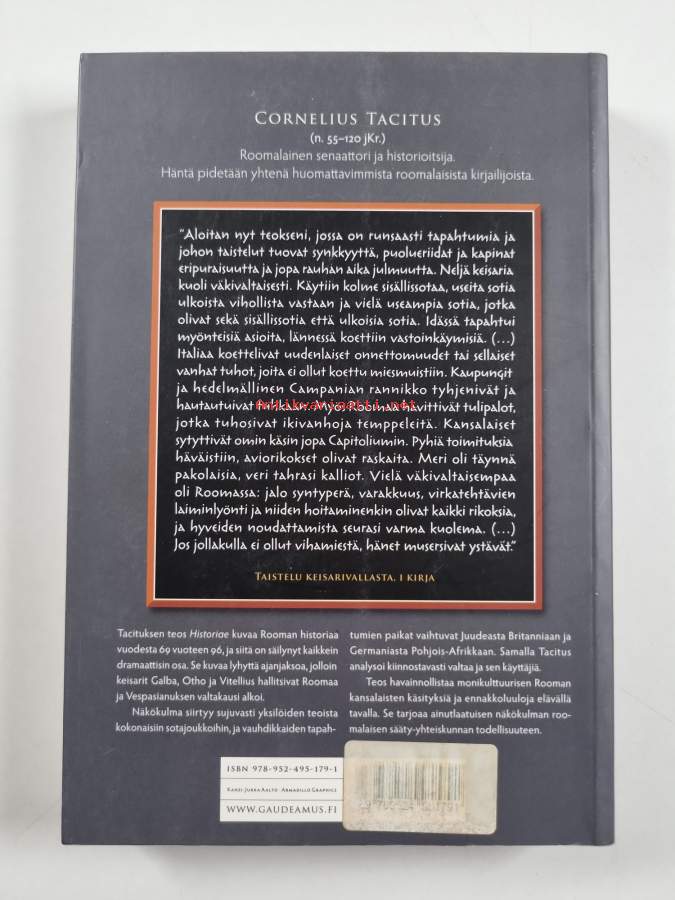 CORNELIUS TACITUS
(n. 55–120 jKr.)
Roomalainen senaattori ja historioitsija.
Häntä pidetään yhtenä huomattavimmista roomalaisista kirjailijoista.
"Aloitan nyt teokseni, jossa on runsaasti tapahtumia ja
johon taistelut tuovat synkkyyttä, puolueriidat ja kapinat
eripuraisuutta ja jopa rauhan aika julmuutta. Neljä keisaria
kuoli väkivaltaisesti. Käytiin kolme sisällissotaa, useita sotia
ulkoista vihollista vastaan ja vielä useampia sotia, jotka
olivat sekä sisällissotia että ulkoisia sotia. Idässä tapahtui
myönteisiä asioita, lännessä koettiin vastoinkäymisiä. (…)
Italiaa koettelivat uudenlaiset onnettomuudet tai sellaiset
vanhat tuhot, joita ei ollut koettu miesmuistiin. Kaupungit
ja hedelmällinen Campanian rannikko tyhjenivät ja
hautautuivat tuhkaan. Myös Roomaa hävittivät tulipalot,
jotka tuhosivat ikivanhoja temppeleitä. Kansalaiset
sytyttivät omin käsin jopa Capitoliumin. Pyhiä toimituksia
häväistiin, aviorikokset olivat raskaita. Meri oli täynnä
pakolaisia, veri tahrasi kalliot. Vielä väkivaltaisempaa
oli Roomassa: jalo syntyperä, varakkuus, virkatehtävien
laiminlyönti ja niiden hoitaminenkin olivat kaikki rikoksia,
ja hyveiden noudattamista seurasi varma kuolema. (…)
Jos jollakulla ei ollut vihamiestä, hänet musersivat ystävät."
TAISTELU KEISARIVALLASTA, I KIRJA
Tacituksen teos Historiae kuvaa Rooman historiaa
vuodesta 69 vuoteen 96, ja siitä on säilynyt kaikkein
dramaattisin osa. Se kuvaa lyhyttä ajanjaksoa, jolloin
keisarit Galba, Otho ja Vitellius hallitsivat Roomaa
ja Vespasianuksen valtakausi alkoi.
Näkökulma siirtyy sujuvasti yksilöiden teoista
kokonaisiin sotajoukkoihin, ja vauhdikkaiden tapah-
tumien paikat vaihtuvat Juudeasta Britanniaan ja
Germaniasta Pohjois-Afrikkaan. Samalla Tacitus
analysoi kiinnostavasti valtaa ja sen käyttäjiä.
Teos havainnollistaa monikulttuurisen Rooman
kansalaisten käsityksiä ja ennakkoluuloja elävällä
tavalla. Se tarjoaa ainutlaatuisen näkökulman roo-
malaisen sääty-yhteiskunnan todellisuuteen.
ISBN 978-952-495-179-1
KANSI: JUKKA AALTO · ARMADILLO GRAPHICS
WWW.GAUDEAMUS.FI